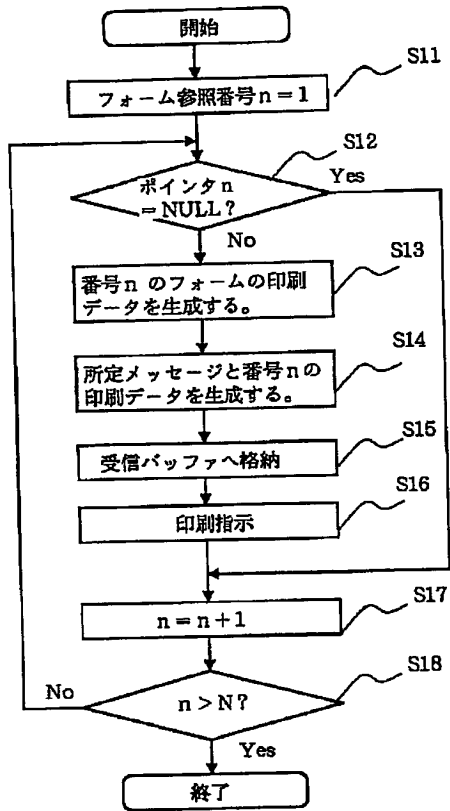 開始
S11
フォーム参照番号n=1
S12
ポインタn
=NULL?
Yes
No
S13
番号n のフォームの印刷
データを生成する。
S14
所定メッセージと番号nの
印刷データを生成する。
S15
受信バッファへ格納
S16
印刷指示
S17
n=n+1
S18
No
n>N?
Yes
終了